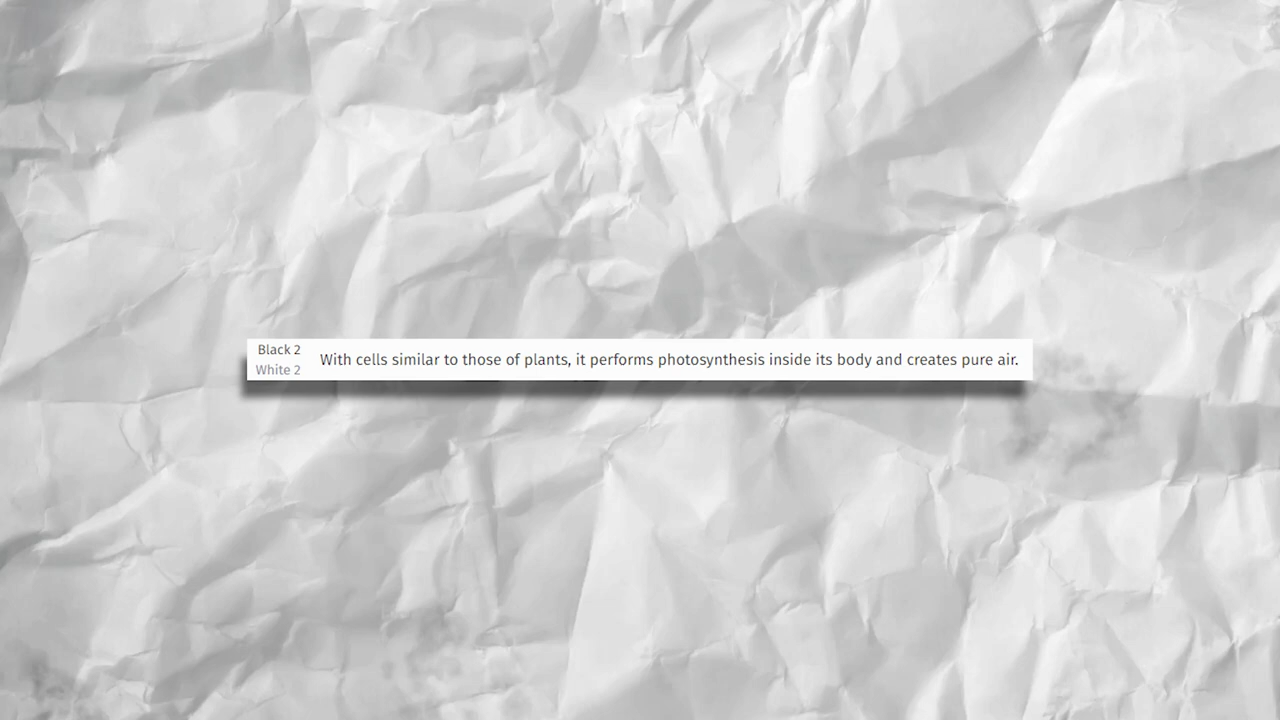 Black 2
White 2
With cells similar to those of plants, it performs photosynthesis inside its body and creates pure air.